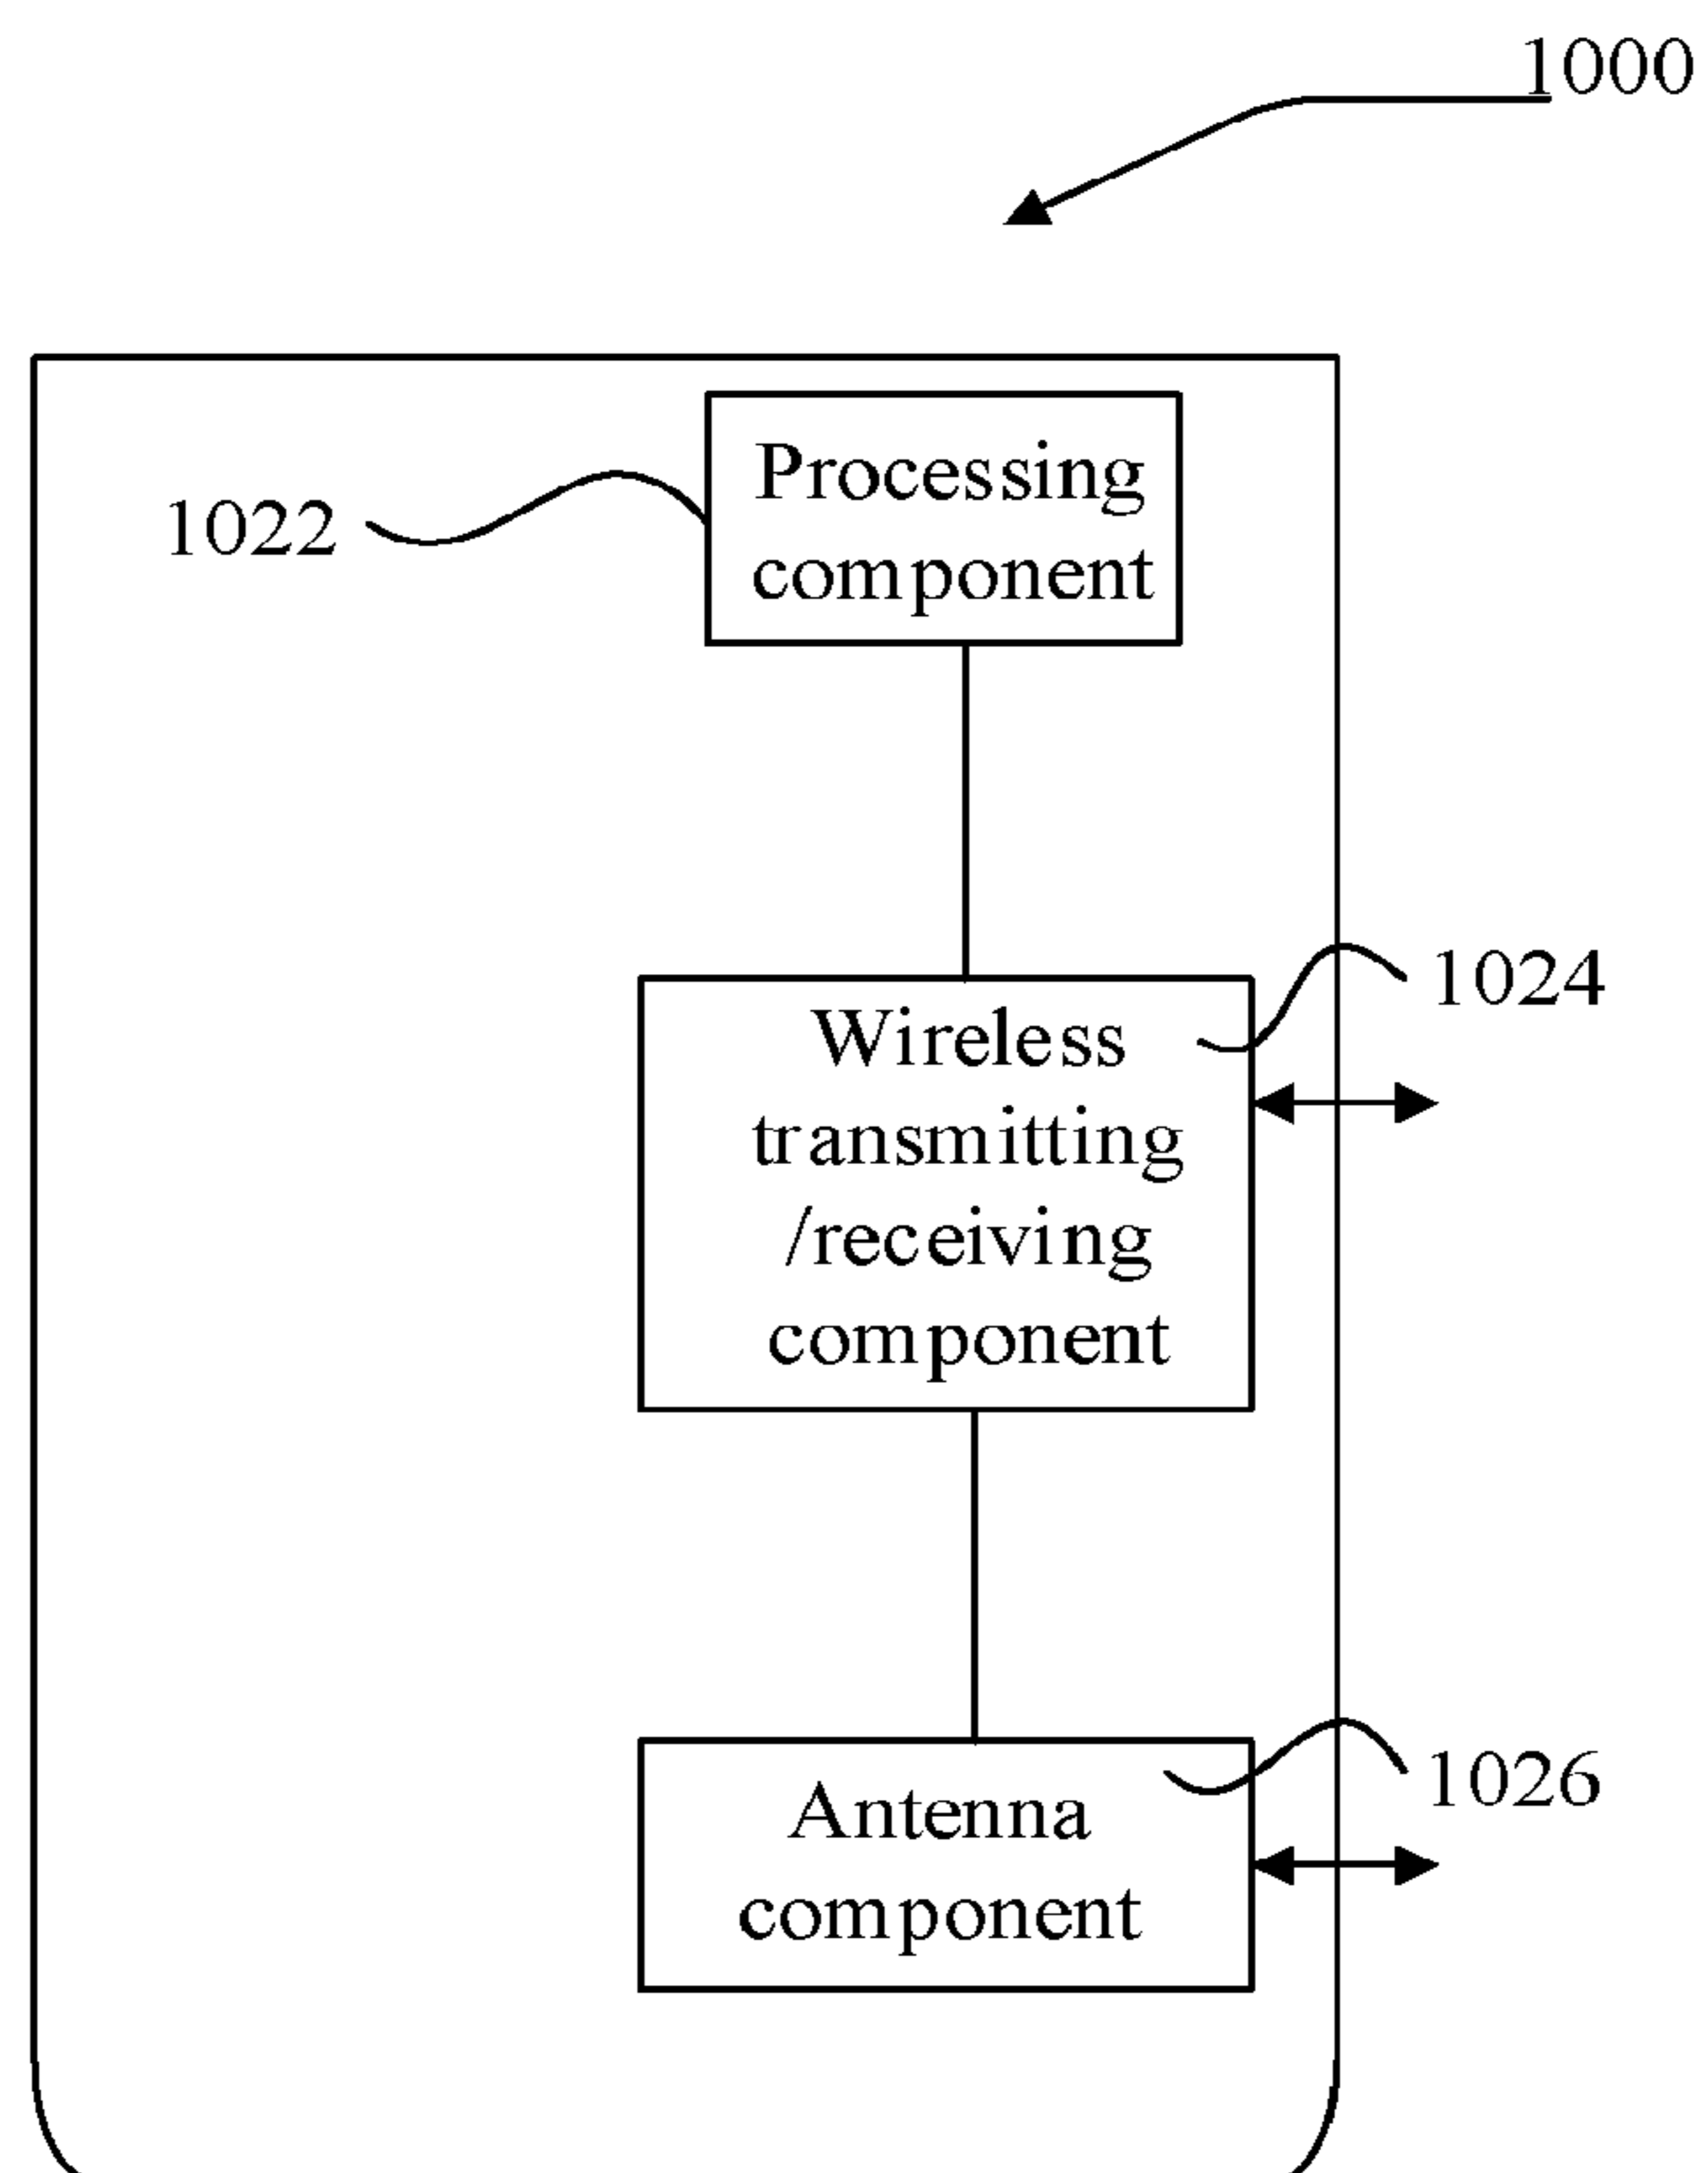 1000
Processing
component
1022
1024
Wireless
transmitting
/receiving
component
1026
Antenna
component